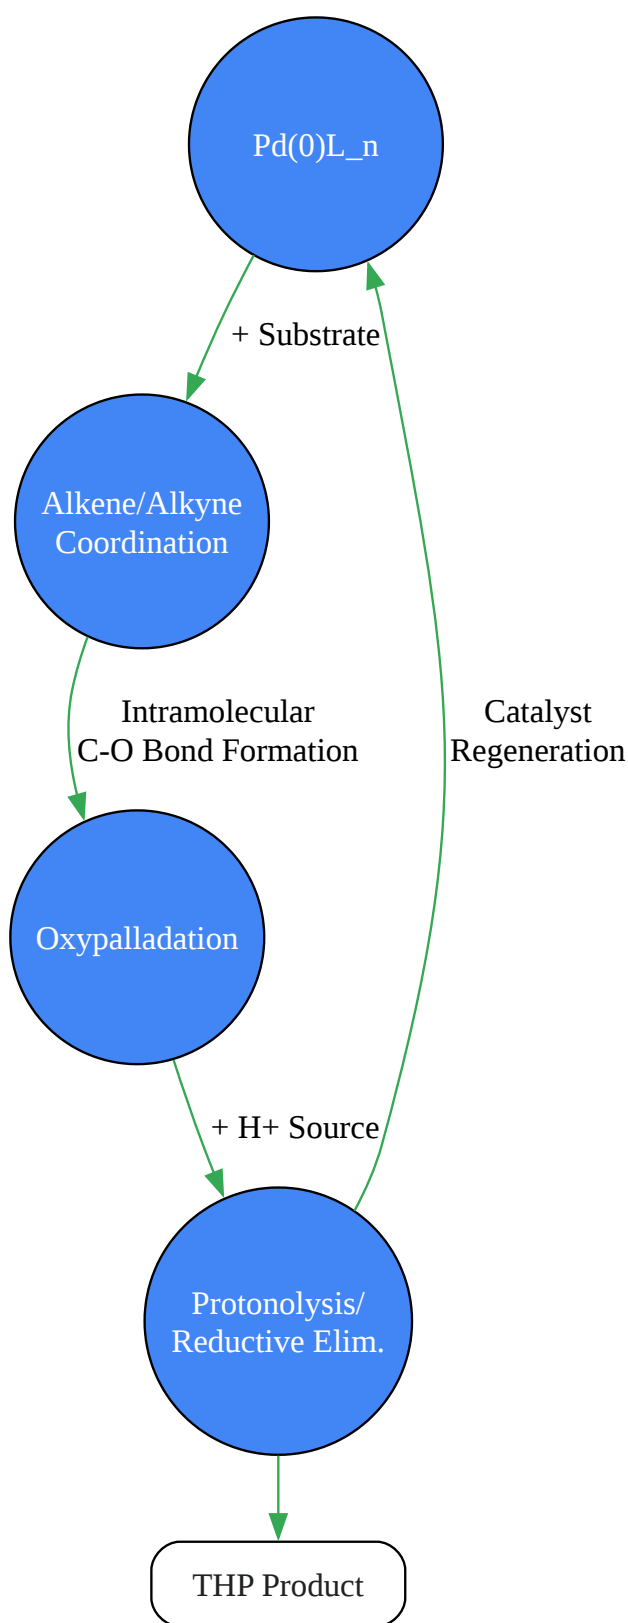 Pd(0)L_n
+ Substrate
Alkene/Alkyne
Coordination
Intramolecular
C-O Bond Formation
Catalyst
Regeneration
Oxypalladation
+ H+ Source
Protonolysis/
Reductive Elim.
THP Product